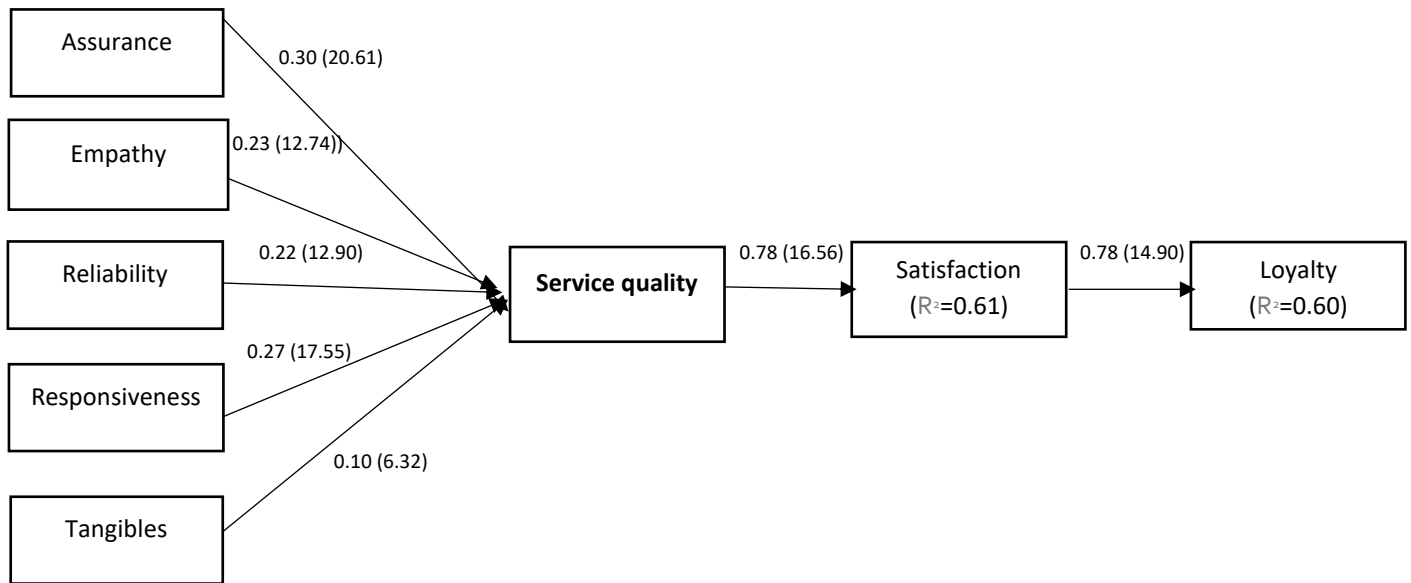 Assurance
0.30 (20.61)
Empathy
0.23 (12.74))
Reliability
0.22 (12.90)
Service quality
0.78 (16.56)
Satisfaction
(R²=0.61)
0.78 (14.90)
Loyalty
(R²=0.60)
Responsiveness
0.27 (17.55)
0.10 (6.32)
Tangibles